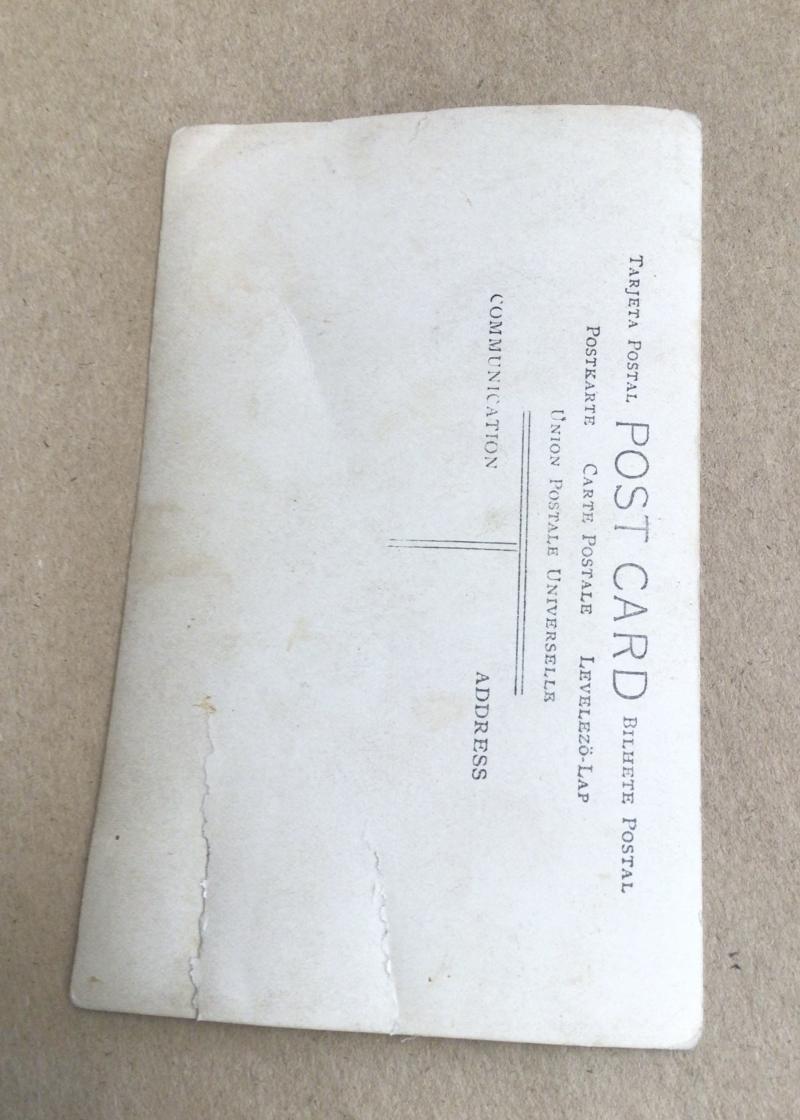 TARJETA POSTAL POST CARD BILHETE POSTAL
POSTKARTE CARTE POSTALE LEVELEZÖ-LAP
UNION POSTALE UNIVERSELLE
COMMUNICATION ADDRESS